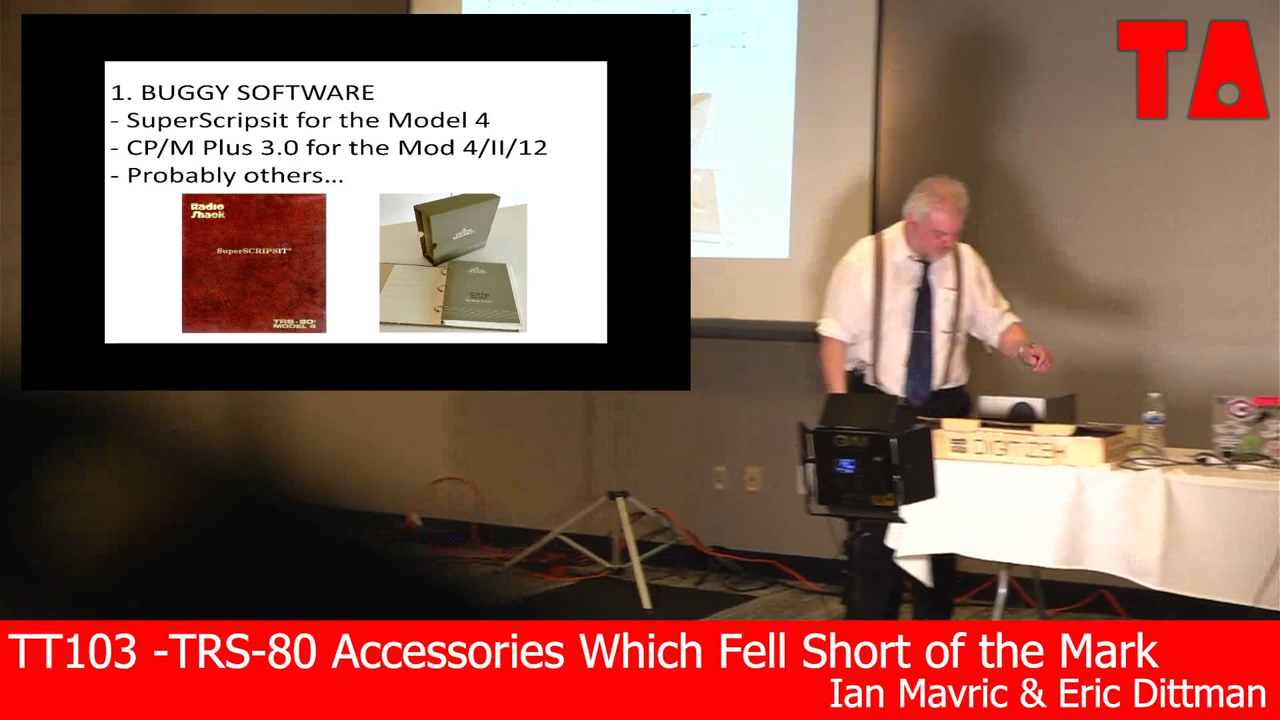 1. BUGGY SOFTWARE
- SuperScripsit for the Model 4
- CP/M Plus 3.0 for the Mod 4/II/12
- Probably others...
Radio
Shack
SuperSCRIPSIT®
TRS-80®
MODEL 4
TA
GVM
TT103 -TRS-80 Accessories Which Fell Short of the Mark
Ian Mavric & Eric Dittman